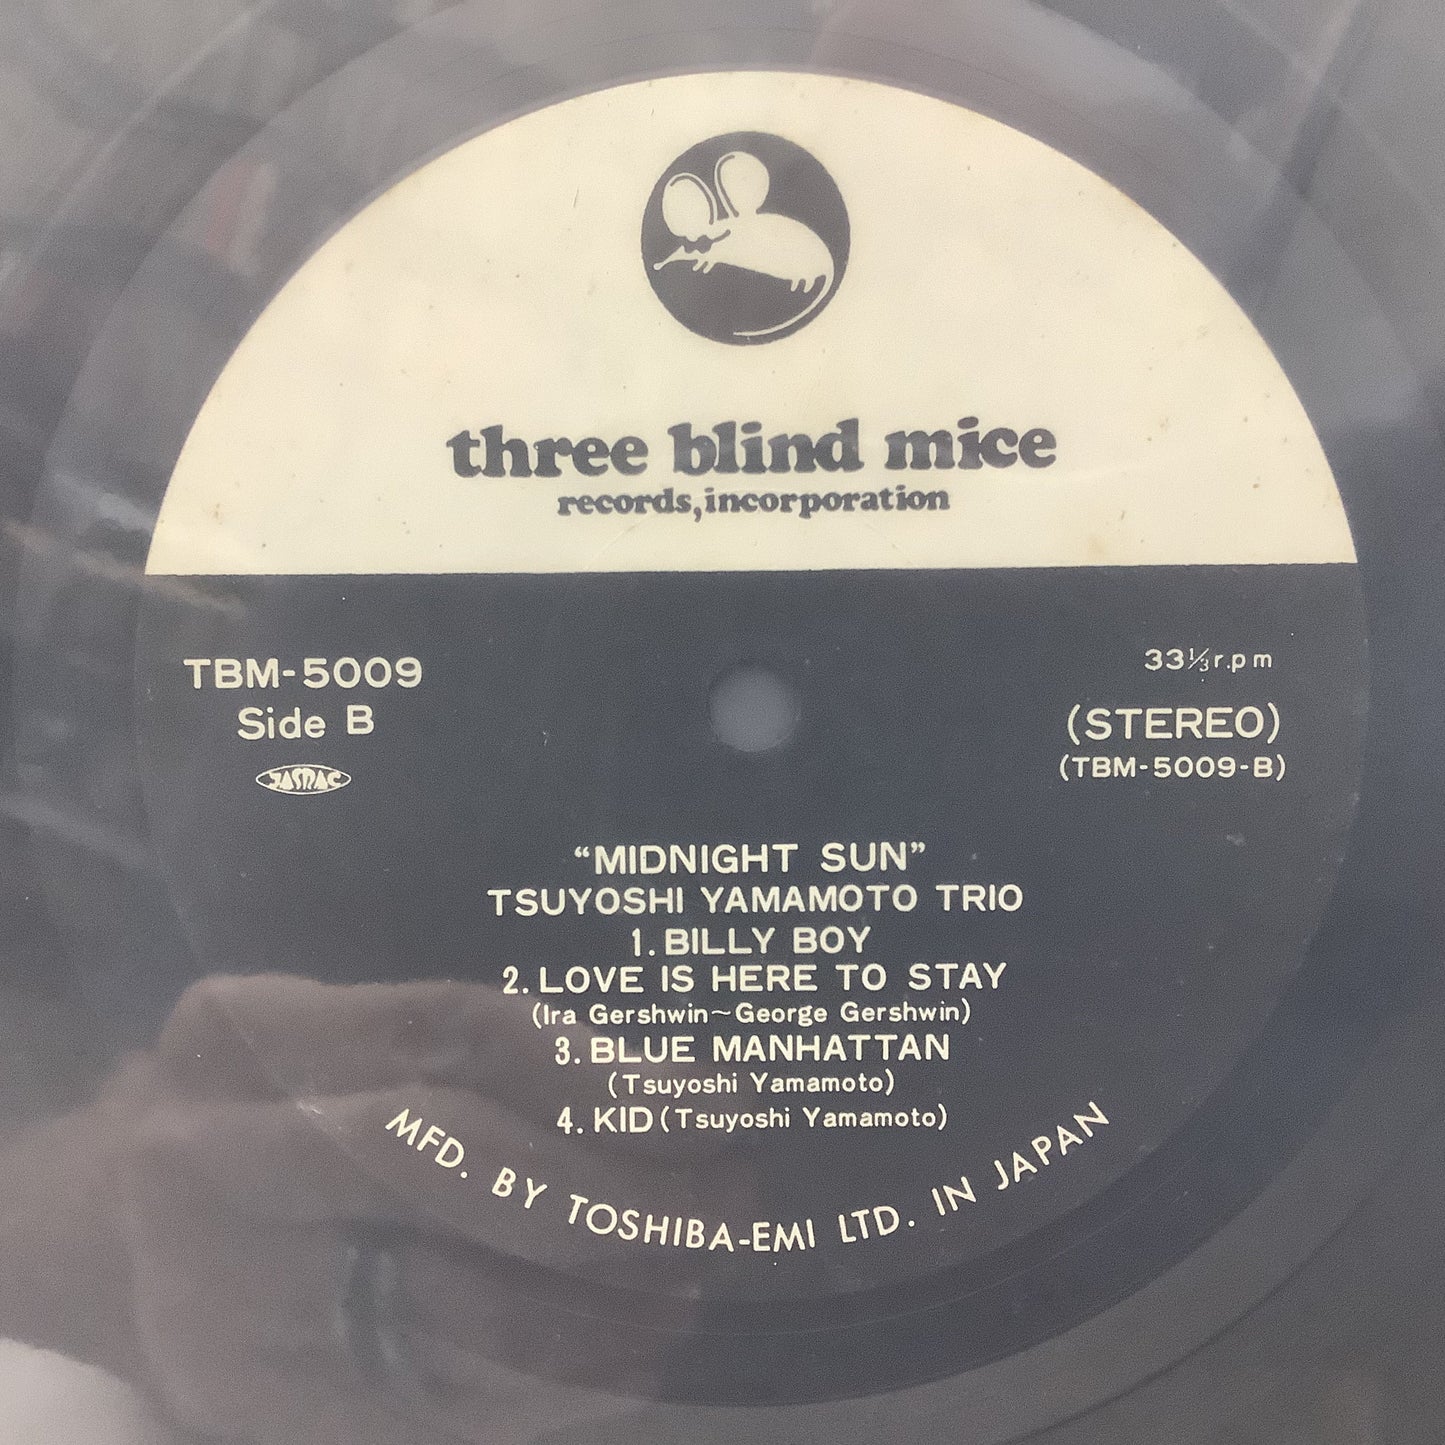 three blind mice
records,incorporation
TBM-5009
Side B
JASRAC
33⅓r.pm
(STEREO)
(TBM-5009-B)
“MIDNIGHT SUN”
TSUYOSHI YAMAMOTO TRIO
1. BILLY BOY
2. LOVE IS HERE TO STAY
(Ira Gershwin~George Gershwin)
3. BLUE MANHATTAN
(Tsuyoshi Yamamoto)
4. KID (Tsuyoshi Yamamoto)
MFD. BY TOSHIBA-EMI LTD. IN JAPAN